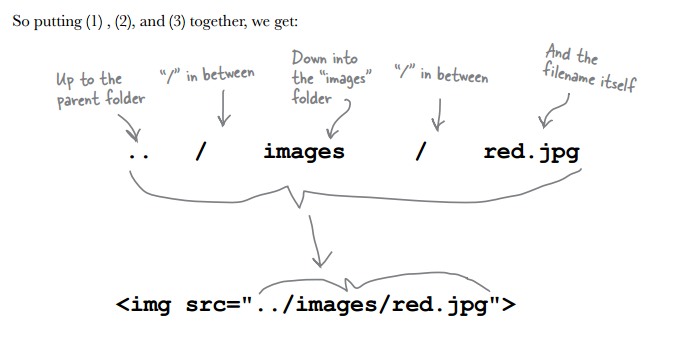 So putting (1) , (2), and (3) together, we get:
Up to the
parent folder
"/" in between
Down into
the "images"
folder
"/" in between
And the
filename itself
.. / images / red.jpg
<img src="../images/red.jpg">